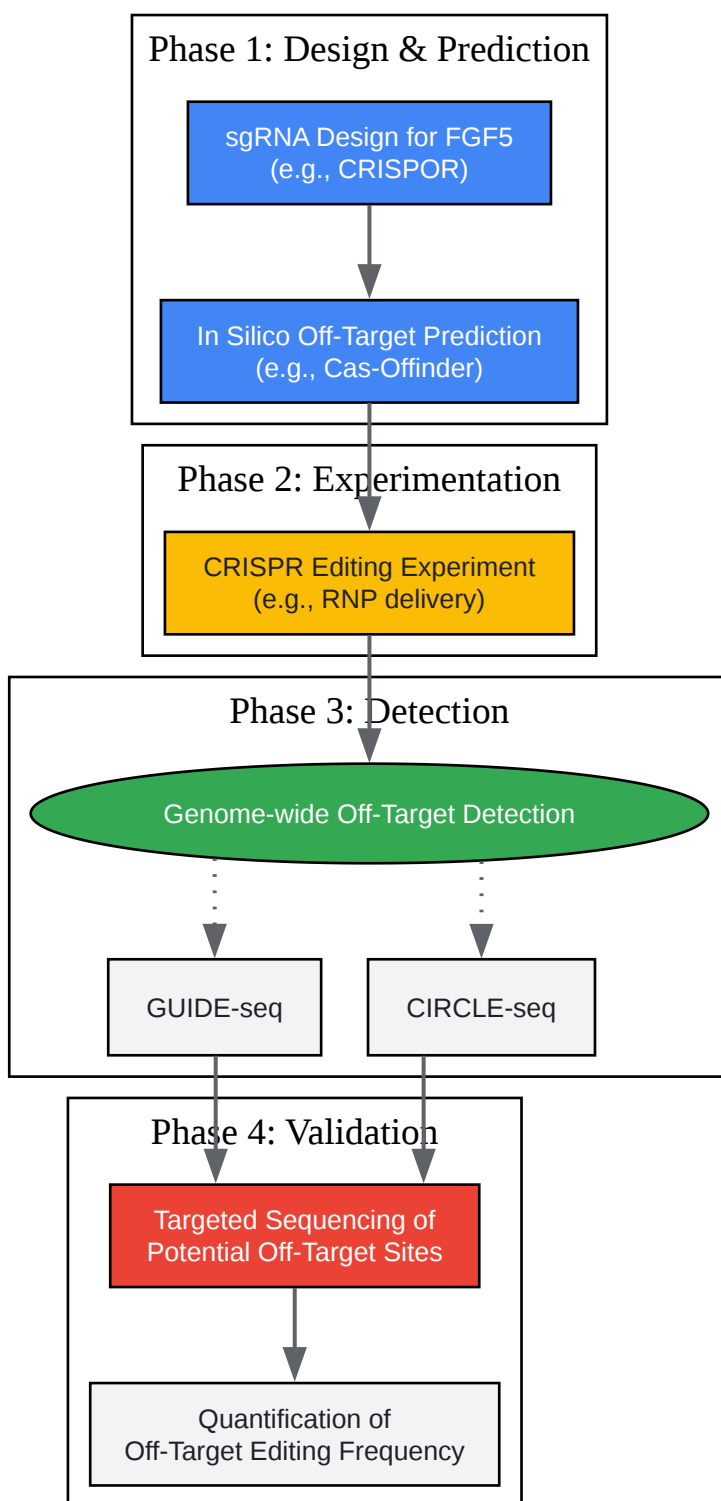 Phase 1: Design & Prediction
sgRNA Design for FGF5
(e.g., CRISPOR)
In Silico Off-Target Prediction
(e.g., Cas-Offinder)
Phase 2: Experimentation
CRISPR Editing Experiment
(e.g., RNP delivery)
Phase 3: Detection
Genome-wide Off-Target Detection
GUIDE-seq
CIRCLE-seq
Phase 4: Validation
Targeted Sequencing of
Potential Off-Target Sites
Quantification of
Off-Target Editing Frequency